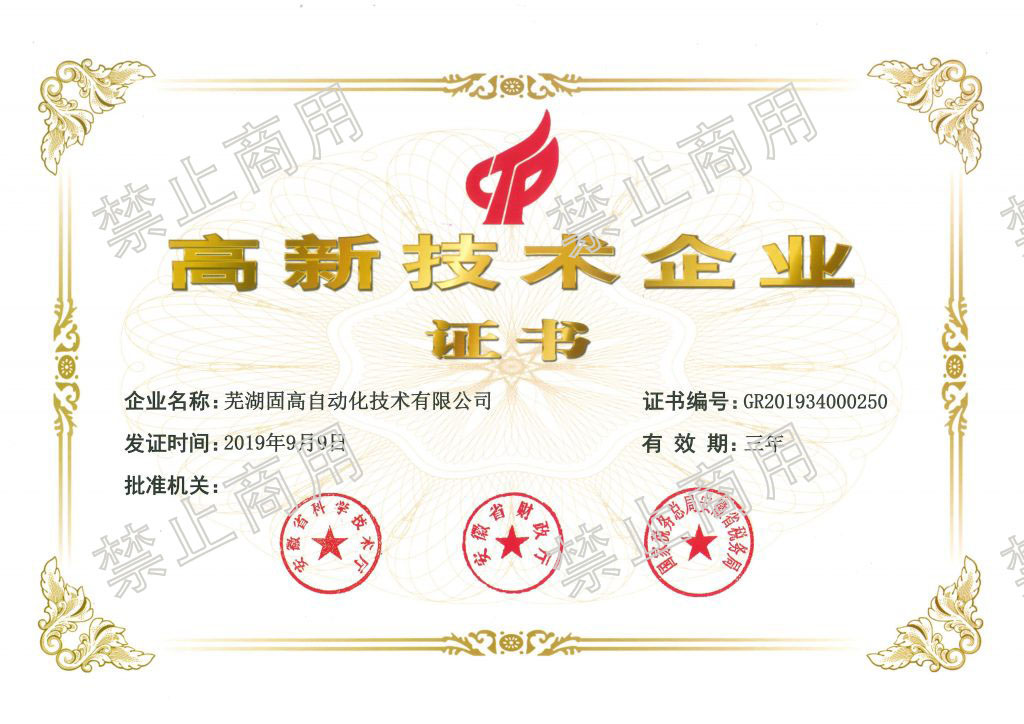 高新技术企业
证书
企业名称：芜湖固高自动化技术有限公司
证书编号：GR201934000250
发证时间：2019年9月9日
有效期：三年
批准机关：
安徽省科学技术厅
安徽省财政厅
国家税务总局安徽省税务局
禁止商用
禁止商用
禁止商用
禁止商用